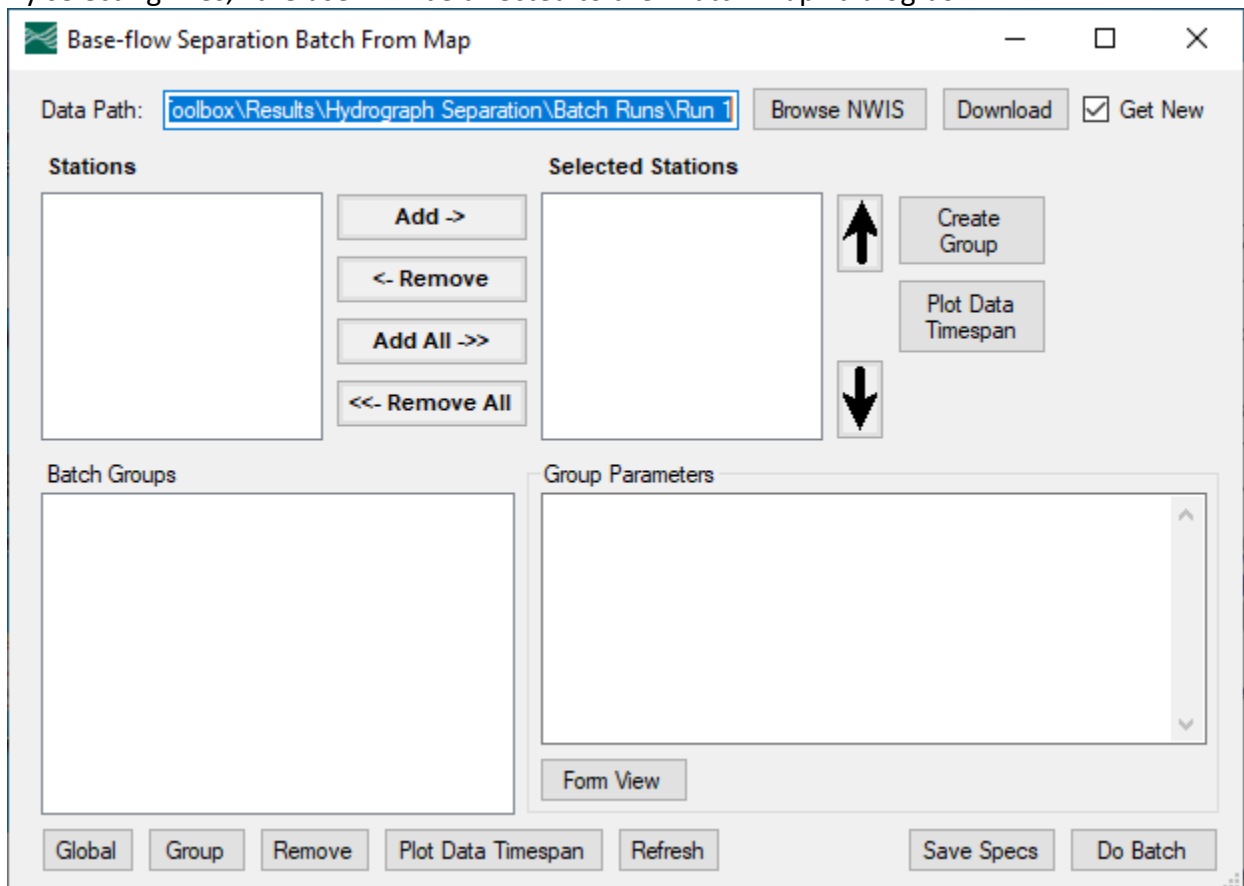 Base-flow Separation Batch From Map
Data Path: oolbox\Results\Hydrograph Separation\Batch Runs\Run 1 Browse NWIS Download Get New
Stations Selected Stations
Add ->
<- Remove
Add All ->>
<<- Remove All
Create
Group
Plot Data
Timespan
Batch Groups Group Parameters
Form View
Global Group Remove Plot Data Timespan Refresh Save Specs Do Batch